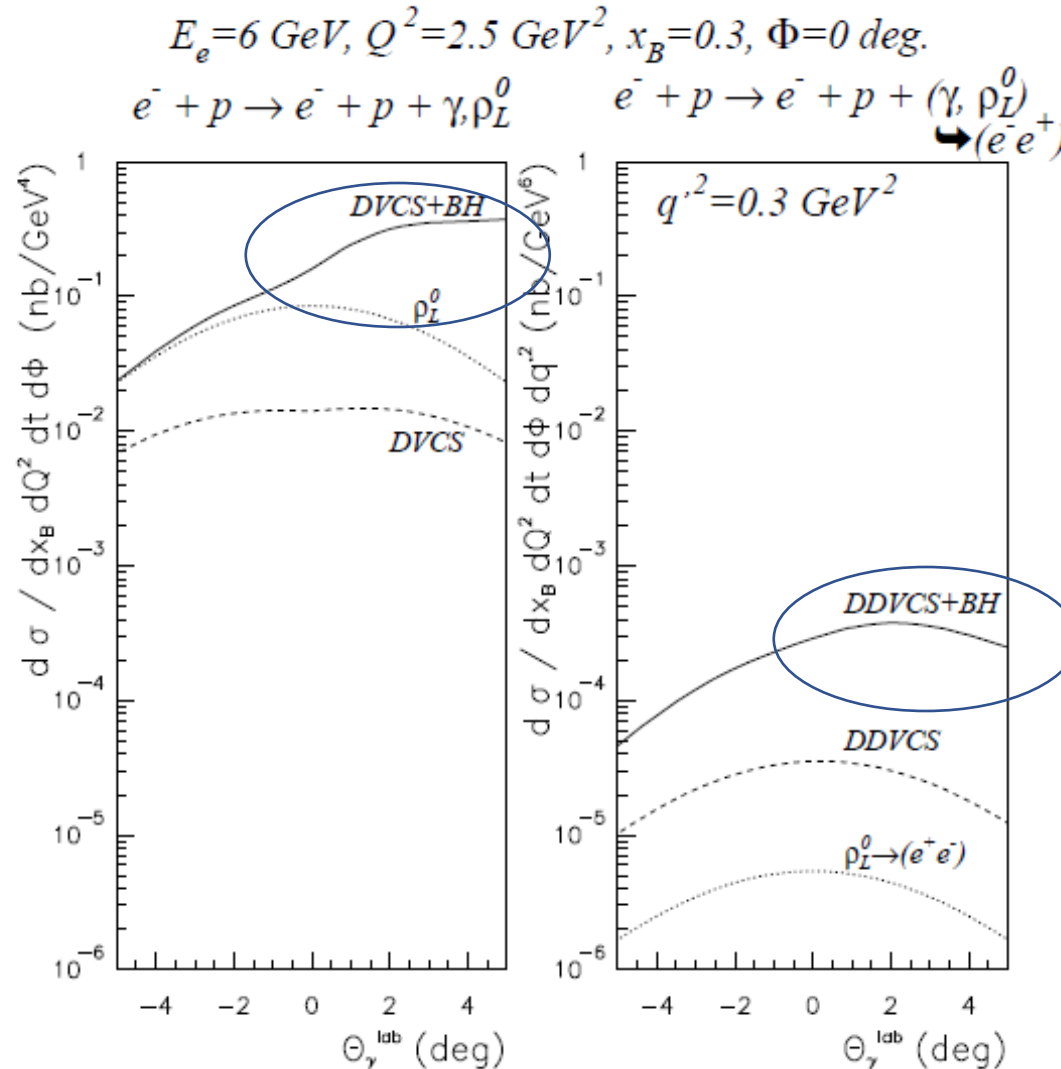 E_e=6 GeV, Q^2=2.5 GeV^2, x_B=0.3, Φ=0 deg.
e^- + p → e^- + p + γ,ρ_L^0
e^- + p → e^- + p + (γ, ρ_L^0)
↳(e^-e^+)
d σ / dx_B dQ^2 dt dϕ (nb/GeV^4)
1
10^-1
10^-2
10^-3
10^-4
10^-5
10^-6
DVCS+BH
ρ_L^0
DVCS
−4 −2 0 2 4
Θ_γ^lab (deg)
d σ / dx_B dQ^2 dt dϕ dq'^2 (nb/GeV^6)
1
10^-1
10^-2
10^-3
10^-4
10^-5
10^-6
q'^2=0.3 GeV^2
DDVCS+BH
DDVCS
ρ_L^0→(e^+e^-)
−4 −2 0 2 4
Θ_γ^lab (deg)